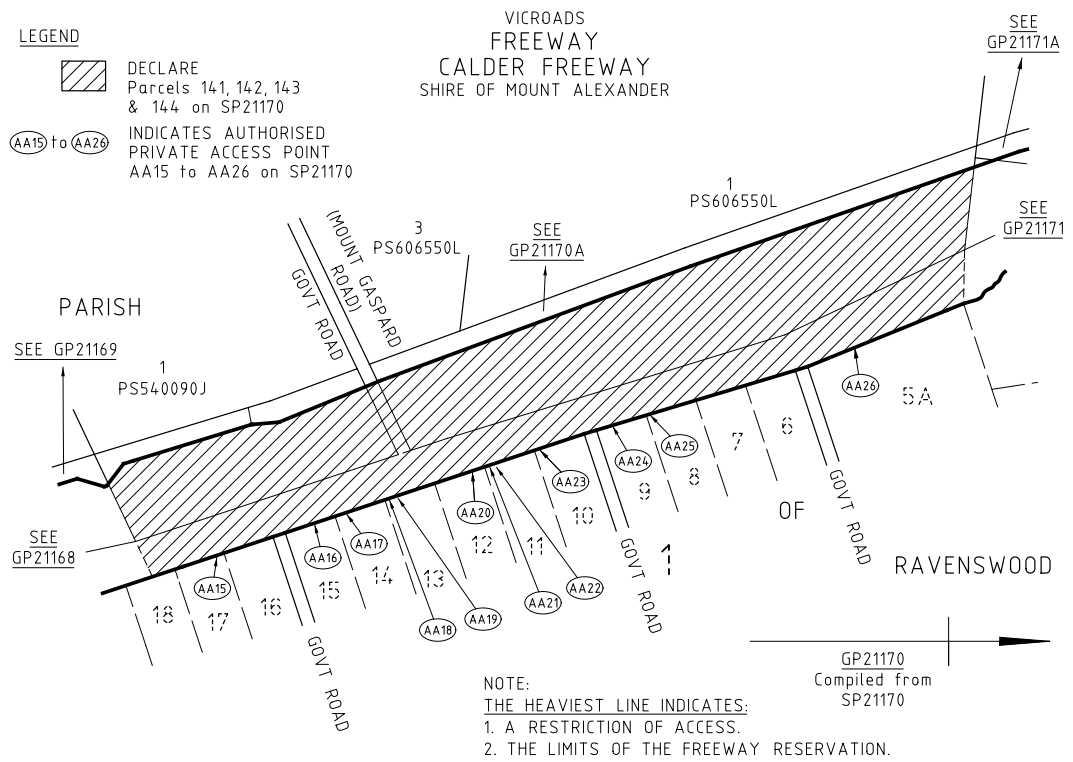 VICROADS
FREEWAY
CALDER FREEWAY
SHIRE OF MOUNT ALEXANDER
LEGEND
DECLARE
Parcels 141, 142, 143
& 144 on SP21170
AA15 to AA26
INDICATES AUTHORISED
PRIVATE ACCESS POINT
AA15 to AA26 on SP21170
SEE
GP21171A
1
PS606550L
3
PS606550L
SEE
GP21170A
SEE
GP21171
(MOUNT GASPARD
ROAD)
GOVT ROAD
PARISH
SEE GP21169
1
PS540090J
SEE
GP21168
AA26
5A
6
7
AA25
8
AA24
9
AA23
10
AA20
12
11
AA22
AA21
AA17
AA16
14
13
AA19
AA18
15
AA15
16
17
18
GOVT ROAD
GOVT ROAD
GOVT ROAD
1
OF
RAVENSWOOD
GP21170
Compiled from
SP21170
NOTE:
THE HEAVIEST LINE INDICATES:
1. A RESTRICTION OF ACCESS.
2. THE LIMITS OF THE FREEWAY RESERVATION.